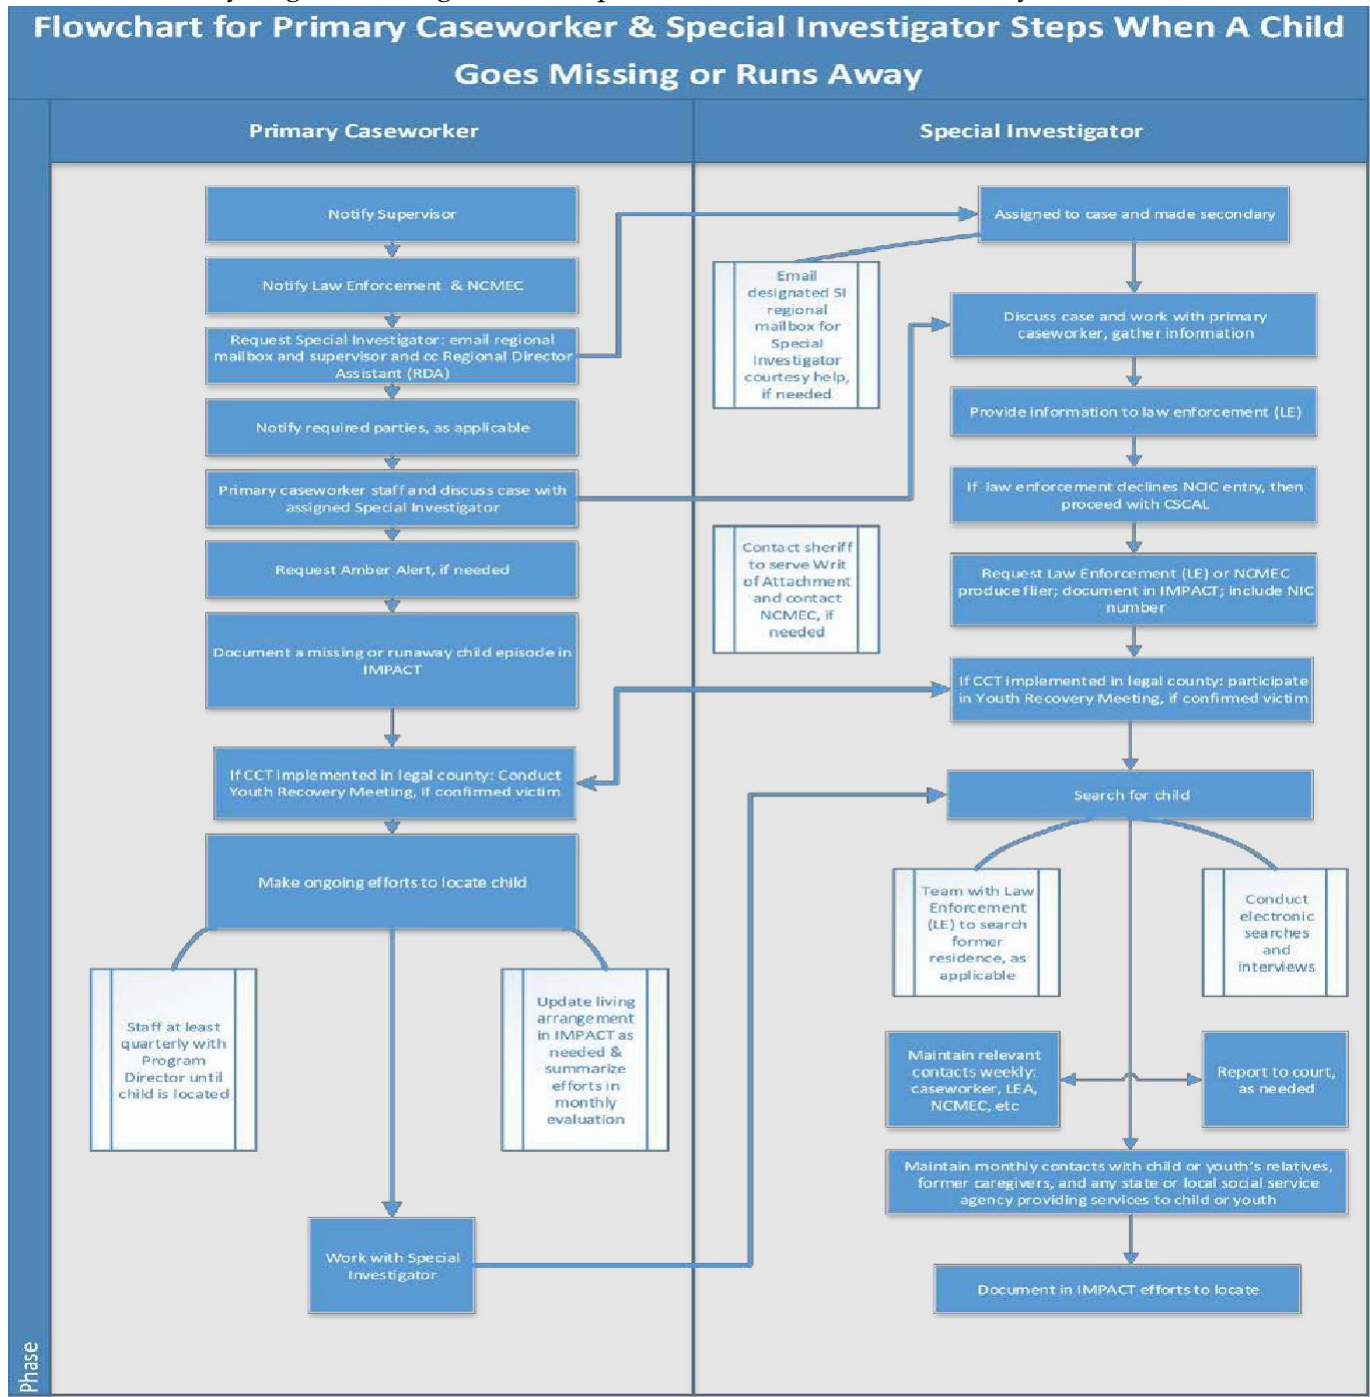 Flowchart for Primary Caseworker & Special Investigator Steps When A Child
Goes Missing or Runs Away
Primary Caseworker
Special Investigator
Notify Supervisor
Notify Law Enforcement & NCMEC
Request Special Investigator: email regional
mailbox and supervisor and cc Regional Director
Assistant (RDA)
Notify required parties, as applicable
Primary caseworker staff and discuss case with
assigned Special Investigator
Request Amber Alert, if needed
Document a missing or runaway child episode in
IMPACT
If CCT implemented in legal county: Conduct
Youth Recovery Meeting, if confirmed victim
Make ongoing efforts to locate child
Staff at least
quarterly with
Program
Director until
child is located
Update living
arrangement
in IMPACT as
needed &
summarize
efforts in
monthly
evaluation
Work with Special
Investigator
Assigned to case and made secondary
Email
designated SI
regional
mailbox for
Special
Investigator
courtesy help,
if needed
Discuss case and work with primary
caseworker, gather information
Provide information to law enforcement (LE)
If law enforcement declines NCIC entry, then
proceed with CSCAL
Contact sheriff
to serve Writ
of Attachment
and contact
NCMEC, if
needed
Request Law Enforcement (LE) or NCMEC
produce flier; document in IMPACT; include NIC
number
If CCT implemented in legal county: participate
in Youth Recovery Meeting, if confirmed victim
Search for child
Team with Law
Enforcement
(LE) to search
former
residence, as
applicable
Conduct
electronic
searches
and
interviews
Maintain relevant
contacts weekly:
caseworker, LEA,
NCMEC, etc
Report to court,
as needed
Maintain monthly contacts with child or youth's relatives,
former caregivers, and any state or local social service
agency providing services to child or youth
Document in IMPACT efforts to locate
Phase